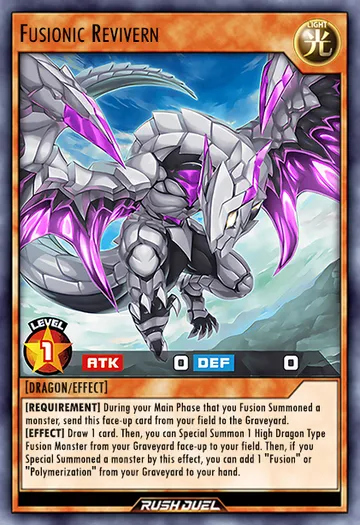 Fusionic Revivern
LIGHT
光
LEVEL
1
ATK 0 DEF 0
[DRAGON/EFFECT]
[REQUIREMENT] During your Main Phase that you Fusion Summoned a
monster, send this face-up card from your field to the Graveyard.
[EFFECT] Draw 1 card. Then, you can Special Summon 1 High Dragon Type
Fusion Monster from your Graveyard face-up to your field. Then, if you
Special Summoned a monster by this effect, you can add 1 "Fusion" or
"Polymerization" from your Graveyard to your hand.
RUSH DUEL